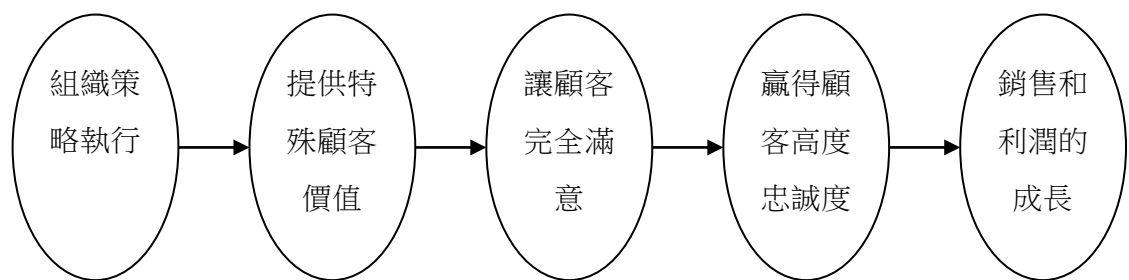 組織策
略執行
提供特
殊顧客
價值
讓顧客
完全滿
意
贏得顧
客高度
忠誠度
銷售和
利潤的
成長